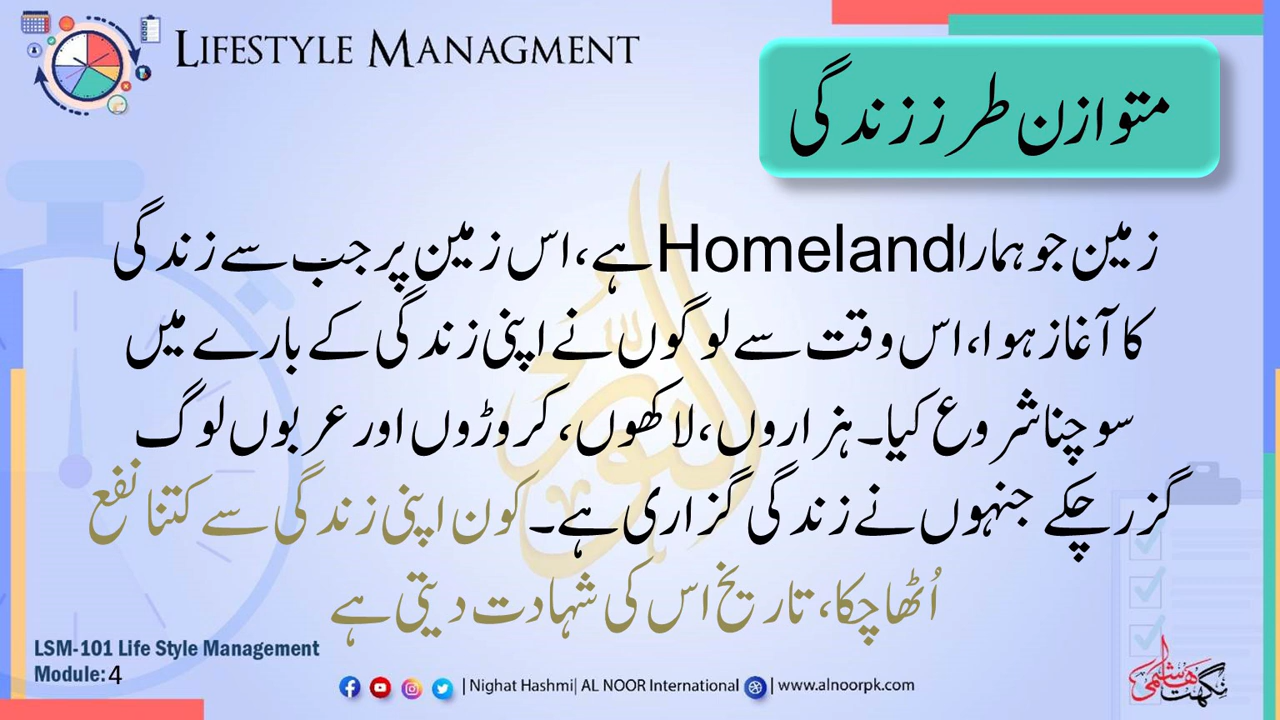 LIFESTYLE MANAGMENT
متوازن طرز زندگی
زمین جو ہمارا Homeland ہے، اس زمین پر جب سے زندگی
کا آغاز ہوا، اس وقت سے لوگوں نے اپنی زندگی کے بارے میں
سوچنا شروع کیا۔ ہزاروں، لاکھوں، کروڑوں اور عربوں لوگ
گزر چکے جنہوں نے زندگی گزاری ہے۔ کون اپنی زندگی سے کتنا نفع
اُٹھا چکا، تاریخ اس کی شہادت دیتی ہے
LSM-101 Life Style Management
Module: 4
| Nighat Hashmi| AL NOOR International | www.alnoorpk.com
نگہت ہاشمی